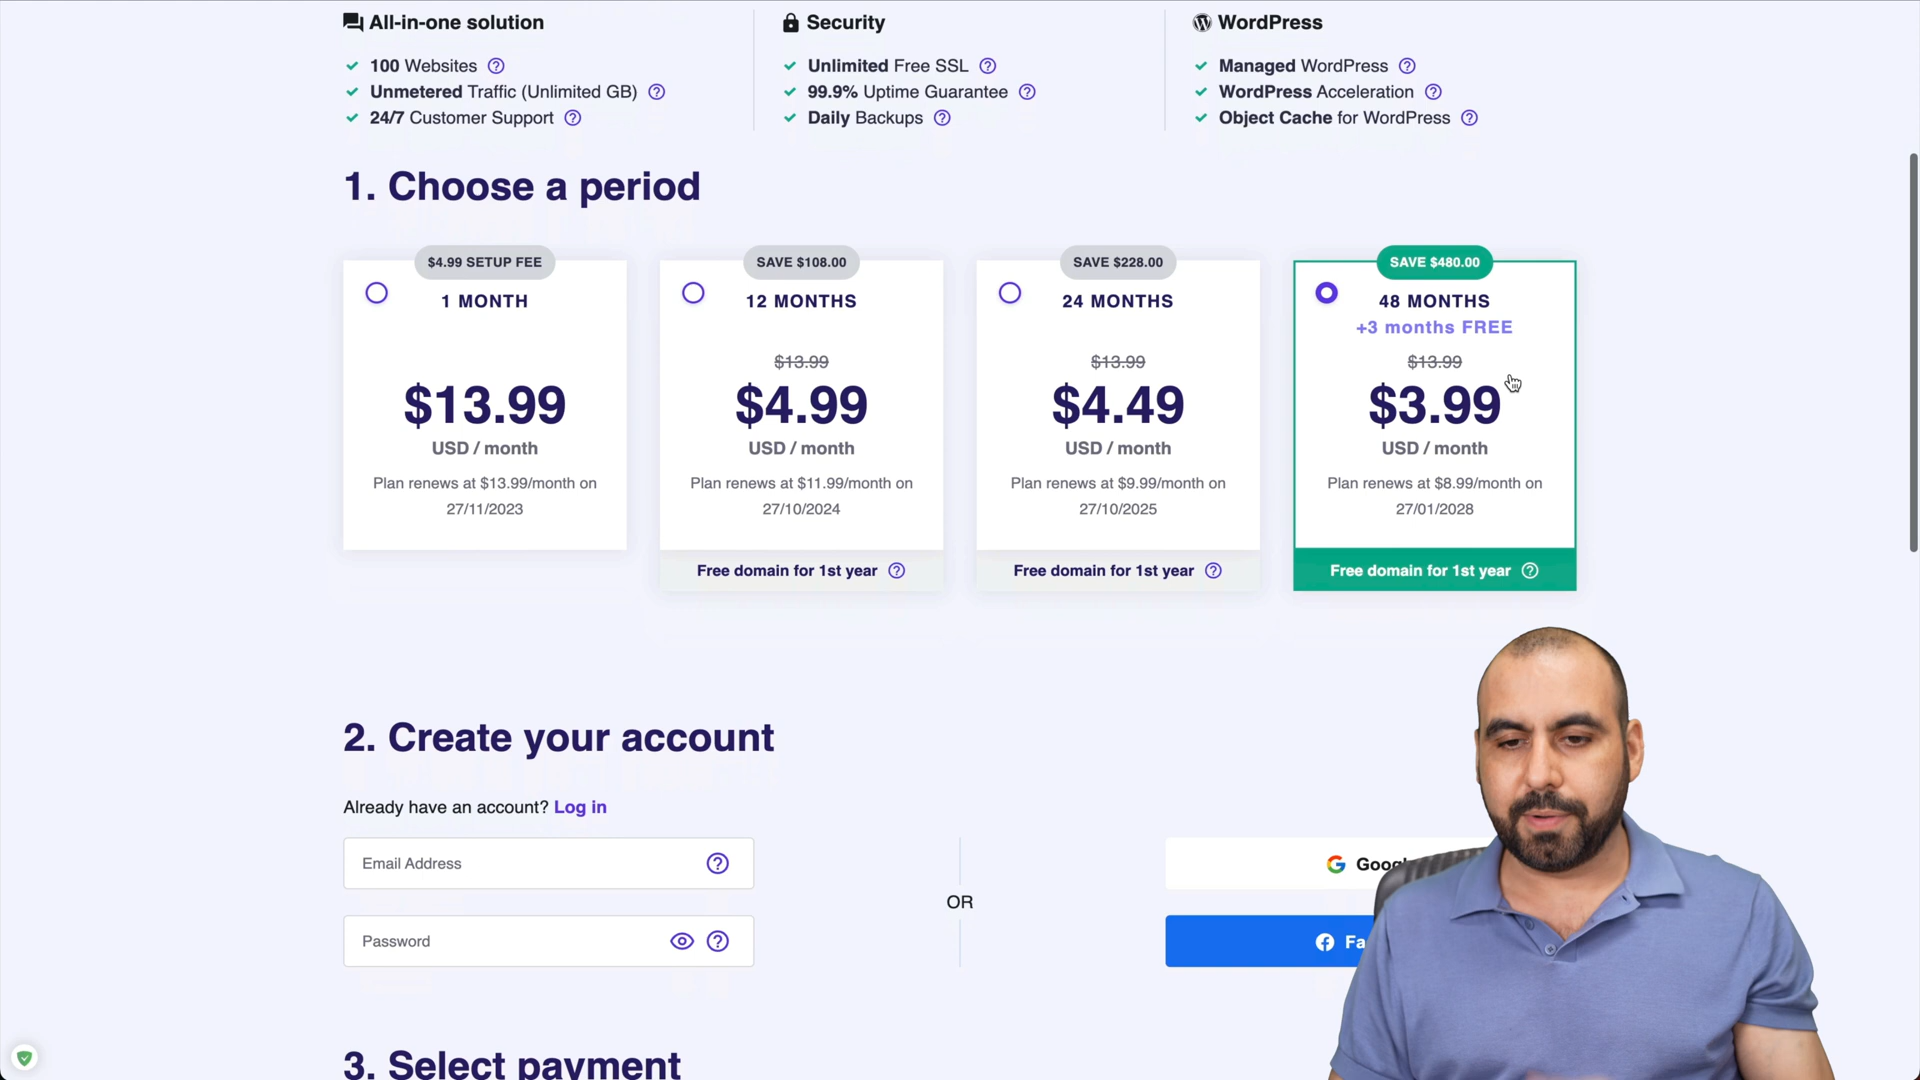 All-in-one solution
100 Websites
Unmetered Traffic (Unlimited GB)
24/7 Customer Support
Security
Unlimited Free SSL
99.9% Uptime Guarantee
Daily Backups
WordPress
Managed WordPress
WordPress Acceleration
Object Cache for WordPress
1. Choose a period
$4.99 SETUP FEE
1 MONTH
$13.99
USD / month
Plan renews at $13.99/month on
27/11/2023
SAVE $108.00
12 MONTHS
$13.99
$4.99
USD / month
Plan renews at $11.99/month on
27/10/2024
Free domain for 1st year
SAVE $228.00
24 MONTHS
$13.99
$4.49
USD / month
Plan renews at $9.99/month on
27/10/2025
Free domain for 1st year
SAVE $480.00
48 MONTHS
+3 months FREE
$13.99
$3.99
USD / month
Plan renews at $8.99/month on
27/01/2028
Free domain for 1st year
2. Create your account
Already have an account? Log in
Email Address
Password
OR
3. Select payment